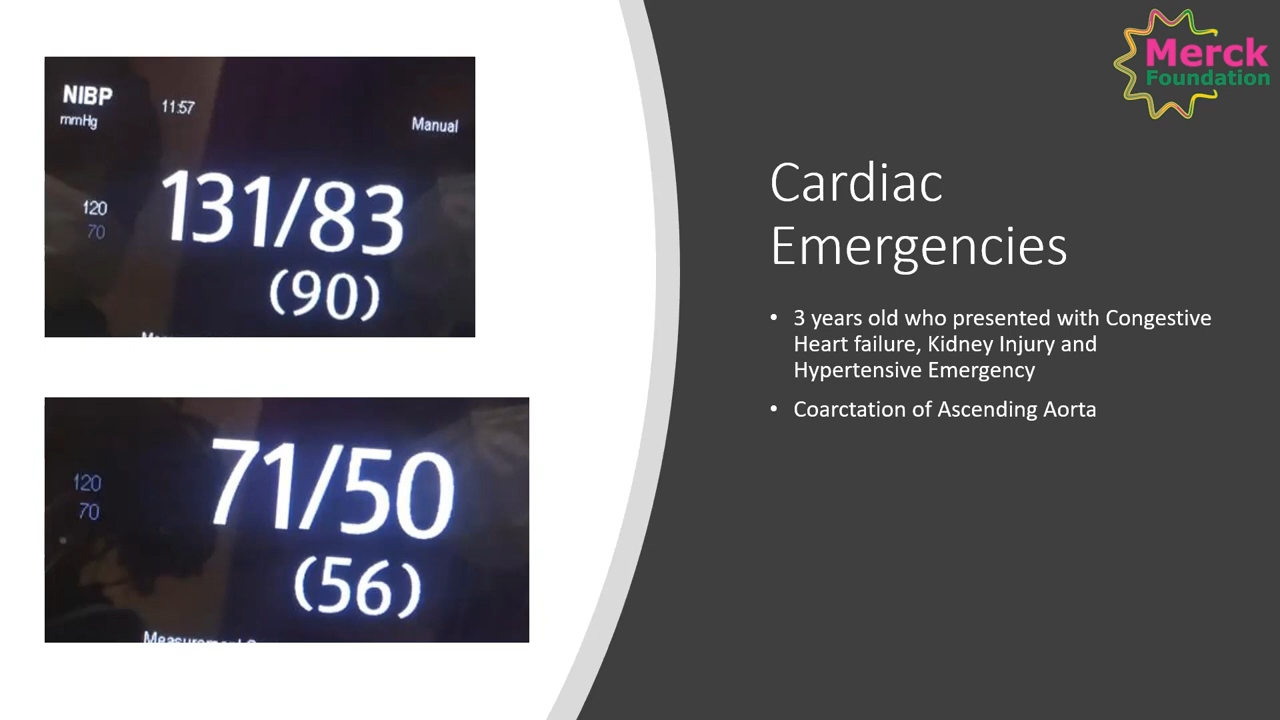 NIBP
mmHg
11:57
Manual
120
70
131/83
(90)
120
70
71/50
(56)
Merck
Foundation
Cardiac
Emergencies
• 3 years old who presented with Congestive
Heart failure, Kidney Injury and
Hypertensive Emergency
• Coarctation of Ascending Aorta